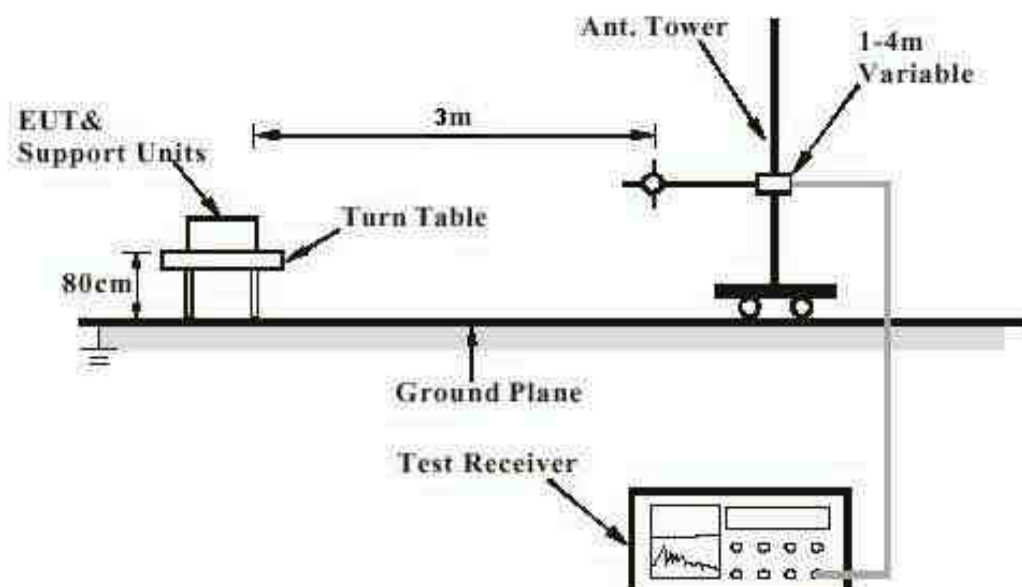 Ant. Tower
1-4m
Variable
EUT&
Support Units
3m
Turn Table
80cm
Ground Plane
Test Receiver